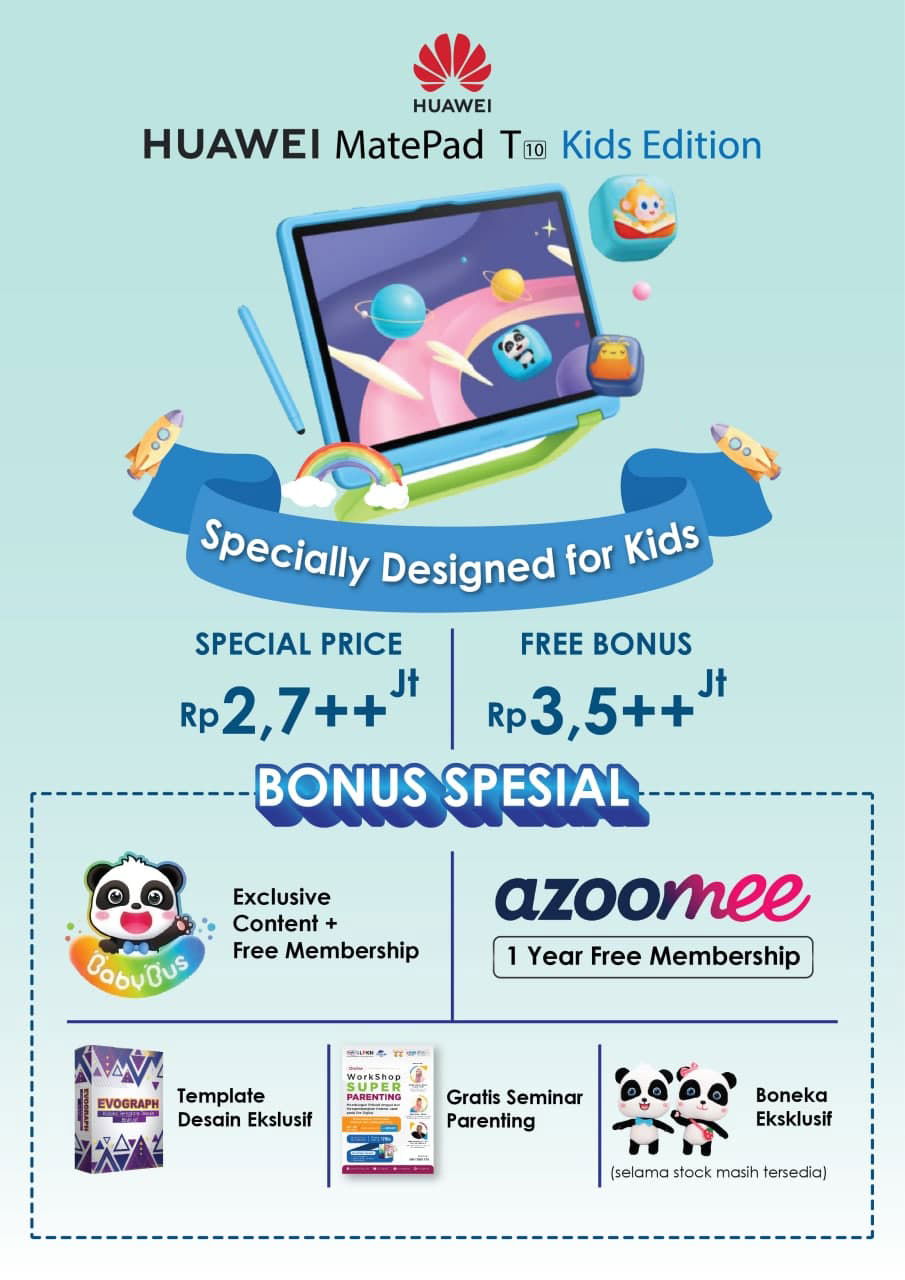 HUAWEI
HUAWEI MatePad T10 Kids Edition
Specially Designed for Kids
SPECIAL PRICE
Rp2,7++Jt
FREE BONUS
Rp3,5++Jt
BONUS SPESIAL
BabyBus
Exclusive
Content +
Free Membership
azoomee
1 Year Free Membership
EVOGRAPH
Template
Desain Ekslusif
WorkShop
SUPER
PARENTING
Gratis Seminar
Parenting
Boneka
Eksklusif
(selama stock masih tersedia)